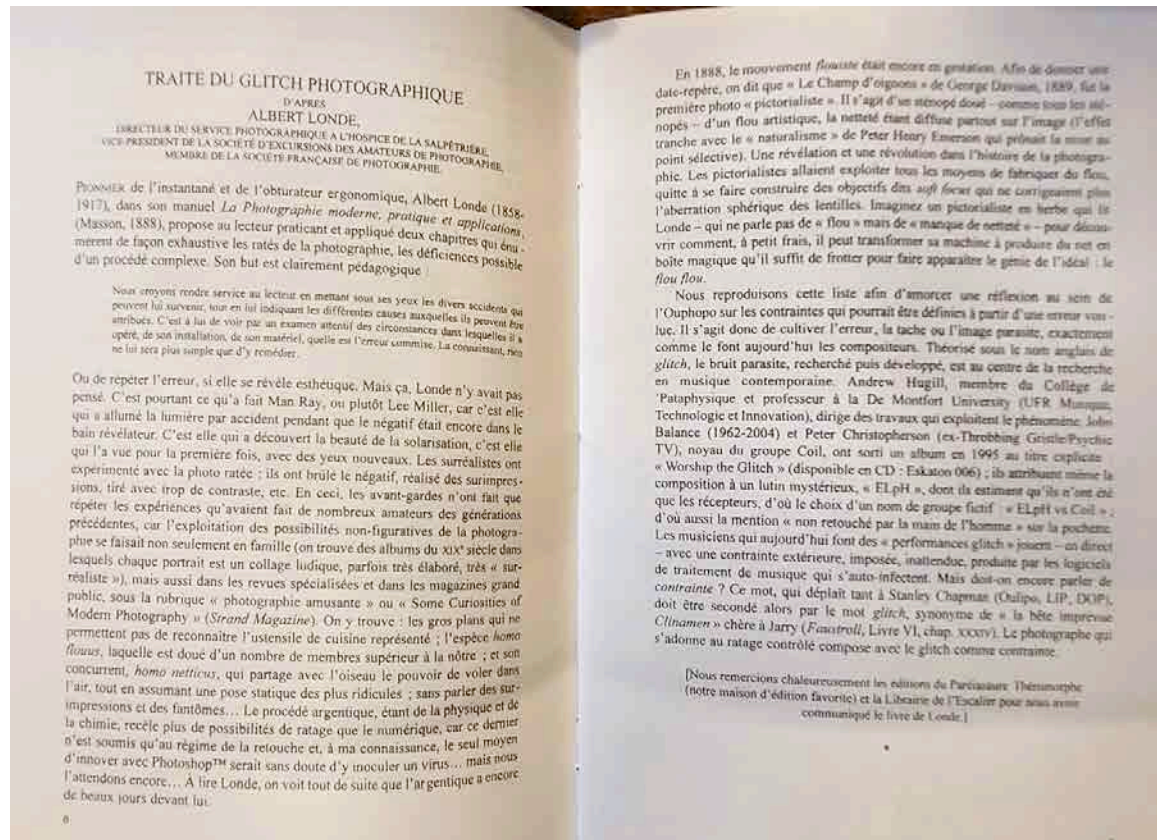 TRAITE DU GLITCH PHOTOGRAPHIQUE
D'APRES
ALBERT LONDE,
DIRECTEUR DU SERVICE PHOTOGRAPHIQUE A L'HOSPICE DE LA SALPÊTRIÈRE,
VICE-PRESIDENT DE LA SOCIÉTÉ D'EXCURSIONS DES AMATEURS DE PHOTOGRAPHIE,
MEMBRE DE LA SOCIÉTÉ FRANÇAISE DE PHOTOGRAPHIE.
PIONNIER de l'instantané et de l'obturateur ergonomique, Albert Londe (1858-
1917), dans son manuel La Photographie moderne, pratique et applications,
(Masson, 1888), propose au lecteur praticant et appliqué deux chapitres qui énu-
mèrent de façon exhaustive les ratés de la photographie, les déficiences possible
d'un procédé complexe. Son but est clairement pédagogique :
Nous croyons rendre service au lecteur en mettant sous ses yeux les divers accidents qui
peuvent lui survenir, tout en lui indiquant les différentes causes auxquelles ils peuvent être
attribués. C'est à lui de voir par un examen attentif des circonstances dans lesquelles il a
opéré, de son installation, de son matériel, quelle est l'erreur commise. La connaissant, rien
ne lui sera plus simple que d'y remédier.
Ou de répéter l'erreur, si elle se révèle esthétique. Mais ça, Londe n'y avait pas
pensé. C'est pourtant ce qu'a fait Man Ray, ou plutôt Lee Miller, car c'est elle
qui a allumé la lumière par accident pendant que le négatif était encore dans le
bain révélateur. C'est elle qui a découvert la beauté de la solarisation, c'est elle
qui l'a vue pour la première fois, avec des yeux nouveaux. Les surréalistes ont
expérimenté avec la photo ratée : ils ont brûlé le négatif, réalisé des surimpres-
sions, tiré avec trop de contraste, etc. En ceci, les avant-gardes n'ont fait que
répéter les expériences qu'avaient fait de nombreux amateurs des générations
précédentes, car l'exploitation des possibilités non-figuratives de la photogra-
phie se faisait non seulement en famille (on trouve des albums du XIXe siècle dans
lesquels chaque portrait est un collage ludique, parfois très élaboré, très « sur-
réaliste »), mais aussi dans les revues spécialisées et dans les magazines grand
public, sous la rubrique « photographie amusante » ou « Some Curiosities of
Modern Photography » (Strand Magazine). On y trouve : les gros plans qui ne
permettent pas de reconnaître l'ustensile de cuisine représenté ; l'espèce homo
flouus, laquelle est doué d'un nombre de membres supérieur à la nôtre ; et son
concurrent, homo netticus, qui partage avec l'oiseau le pouvoir de voler dans
l'air, tout en assumant une pose statique des plus ridicules ; sans parler des sur-
impressions et des fantômes... Le procédé argentique, étant de la physique et de
la chimie, recèle plus de possibilités de ratage que le numérique, car ce dernier
n'est soumis qu'au régime de la retouche et, à ma connaissance, le seul moyen
d'innover avec Photoshop™ serait sans doute d'y inoculer un virus... mais nous
l'attendons encore... À lire Londe, on voit tout de suite que l'argentique a encore
de beaux jours devant lui.
6
En 1888, le mouvement flouiste était encore en gestation. Afin de donner une
date-repère, on dit que « Le Champ d'oignons » de George Davison, 1889, fut la
première photo « pictorialiste ». Il s'agit d'un sténopé doué – comme tous les sté-
nopés – d'un flou artistique, la netteté étant diffuse partout sur l'image (l'effet
tranche avec le « naturalisme » de Peter Henry Emerson qui prônait la mise au
point sélective). Une révélation et une révolution dans l'histoire de la photogra-
phie. Les pictorialistes allaient exploiter tous les moyens de fabriquer du flou,
quitte à se faire construire des objectifs dits soft focus qui ne corrigeaient plus
l'aberration sphérique des lentilles. Imaginez un pictorialiste en herbe qui lit
Londe – qui ne parle pas de « flou » mais de « manque de netteté » – pour décou-
vrir comment, à petit frais, il peut transformer sa machine à produire du net en
boîte magique qu'il suffit de frotter pour faire apparaître le génie de l'idéal : le
flou flou.
Nous reproduisons cette liste afin d'amorcer une réflexion au sein de
l'Ouphopo sur les contraintes qui pourrait être définies à partir d'une erreur vou-
lue. Il s'agit donc de cultiver l'erreur, la tache ou l'image parasite, exactement
comme le font aujourd'hui les compositeurs. Théorisé sous le nom anglais de
glitch, le bruit parasite, recherché puis développé, est au centre de la recherche
en musique contemporaine. Andrew Hugill, membre du Collège de
'Pataphysique et professeur à la De Montfort University (UFR Musique,
Technologie et Innovation), dirige des travaux qui exploitent le phénomène. John
Balance (1962-2004) et Peter Christopherson (ex-Throbbing Gristle/Psychic
TV), noyau du groupe Coil, ont sorti un album en 1995 au titre explicite :
« Worship the Glitch » (disponible en CD : Eskaton 006) ; ils attribuent même la
composition à un lutin mystérieux, « ELpH », dont ils estiment qu'ils n'ont été
que les récepteurs, d'où le choix d'un nom de groupe fictif : « ELpH vs Coil » ;
d'où aussi la mention « non retouché par la main de l'homme » sur la pochette.
Les musiciens qui aujourd'hui font des « performances glitch » jouent – en direct
– avec une contrainte extérieure, imposée, inattendue, produite par les logiciels
de traitement de musique qui s'auto-infectent. Mais doit-on encore parler de
contrainte ? Ce mot, qui déplaît tant à Stanley Chapman (Oulipo, LIP, DOP),
doit être secondé alors par le mot glitch, synonyme de « la bête imprévue
Clinamen » chère à Jarry (Faustroll, Livre VI, chap. XXXIV). Le photographe qui
s'adonne au ratage contrôlé compose avec le glitch comme contrainte.
[Nous remercions chaleureusement les éditions du Paréiasaure Théromorphe
(notre maison d'édition favorite) et la Librairie de l'Escalier pour nous avoir
communiqué le livre de Londe.]